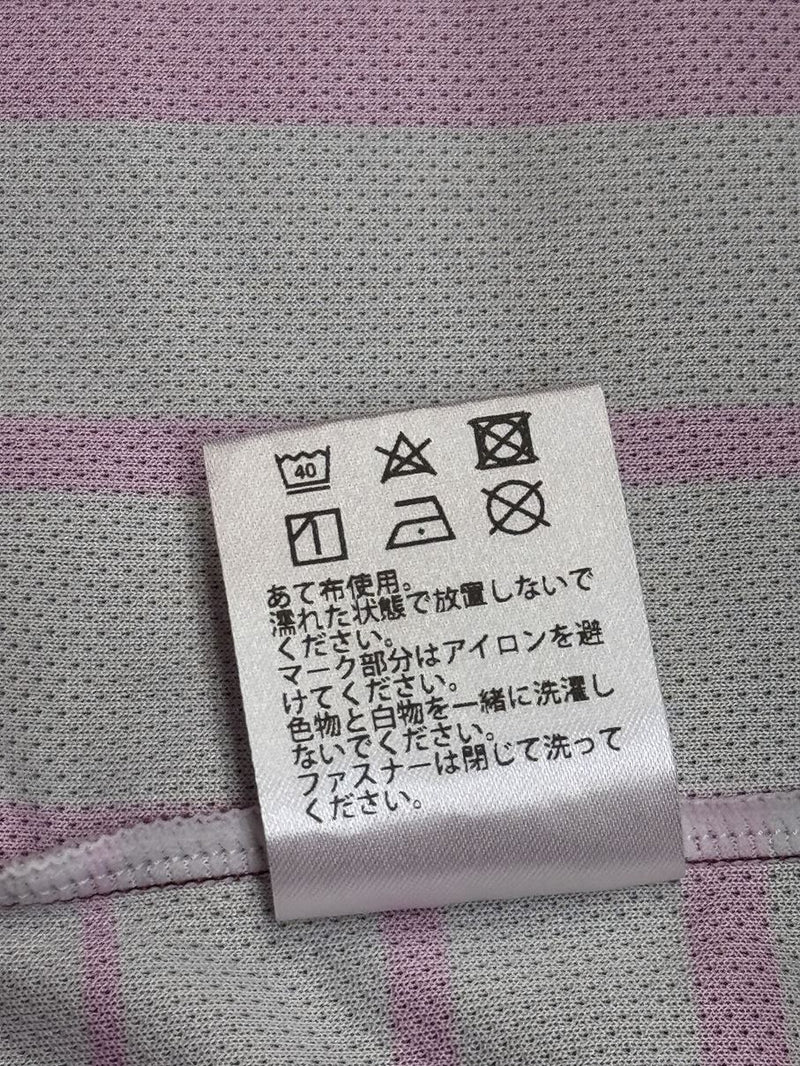 40
あて布使用。
濡れた状態で放置しないで
ください。
マーク部分はアイロンを避
けてください。
色物と白物を一緒に洗濯し
ないでください。
ファスナーは閉じて洗って
ください。